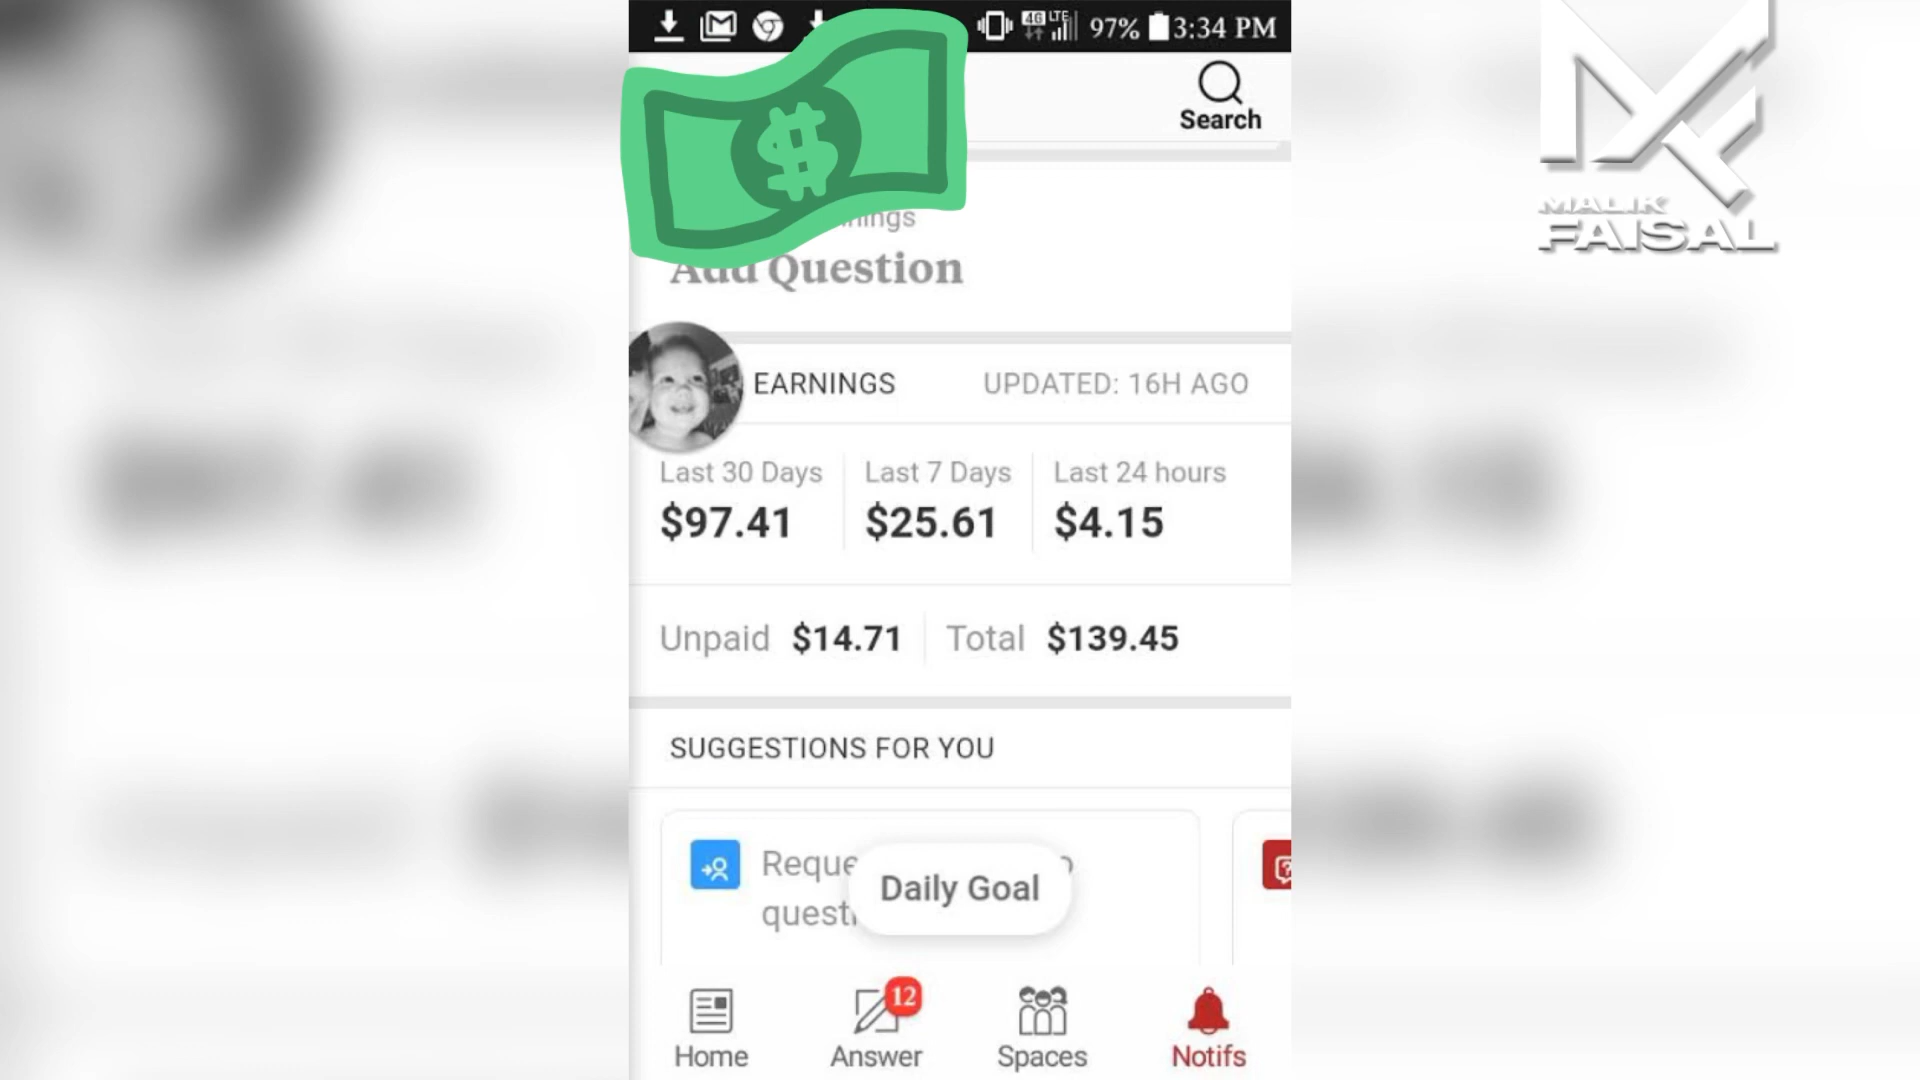 97% 3:34 PM
Search
Add Question
EARNINGS UPDATED: 16H AGO
Last 30 Days Last 7 Days Last 24 hours
$97.41 $25.61 $4.15
Unpaid $14.71 Total $139.45
SUGGESTIONS FOR YOU
Daily Goal
12
Home Answer Spaces Notifs
MALIK
FAISAL